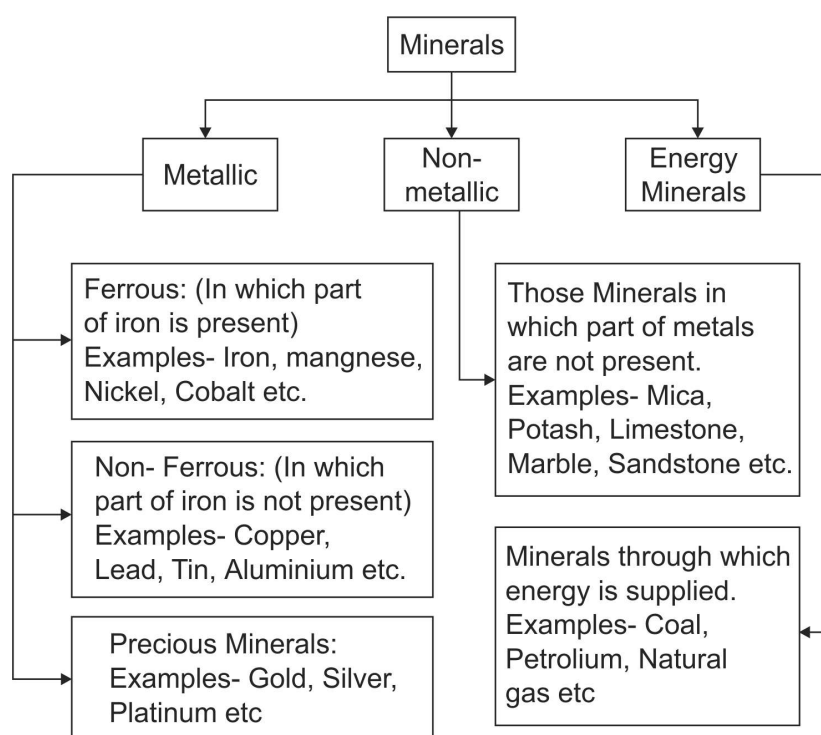 Minerals
Metallic
Non-
metallic
Energy
Minerals
Ferrous: (In which part
of iron is present)
Examples- Iron, mangnese,
Nickel, Cobalt etc.
Non- Ferrous: (In which
part of iron is not present)
Examples- Copper,
Lead, Tin, Aluminium etc.
Precious Minerals:
Examples- Gold, Silver,
Platinum etc
Those Minerals in
which part of metals
are not present.
Examples- Mica,
Potash, Limestone,
Marble, Sandstone etc.
Minerals through which
energy is supplied.
Examples- Coal,
Petrolium, Natural
gas etc